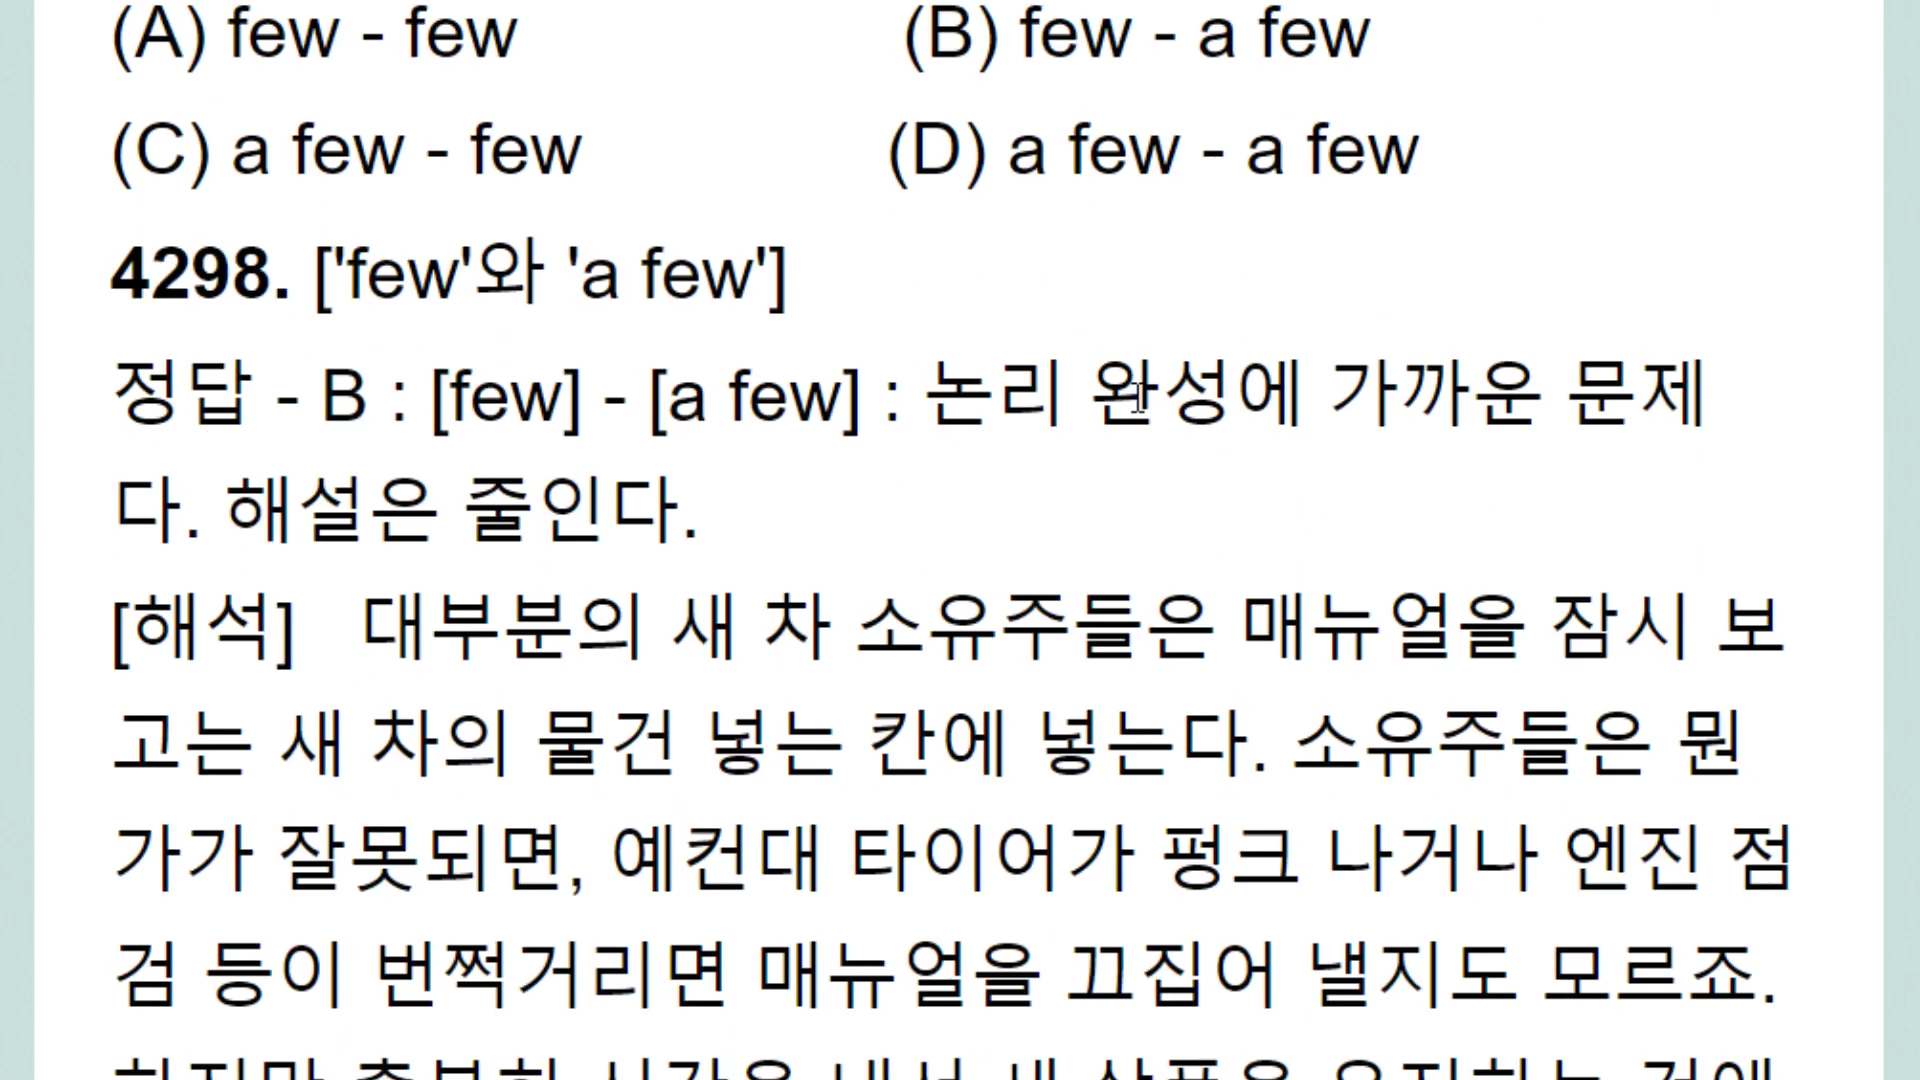 (A) few - few (B) few - a few
(C) a few - few (D) a few - a few
4298. ['few'와 'a few']
정답 - B : [few] - [a few] : 논리 완성에 가까운 문제
다. 해설은 줄인다.
[해석] 대부분의 새 차 소유주들은 매뉴얼을 잠시 보
고는 새 차의 물건 넣는 칸에 넣는다. 소유주들은 뭔
가가 잘못되면, 예컨대 타이어가 펑크 나거나 엔진 점
검 등이 번쩍거리면 매뉴얼을 끄집어 낼지도 모르죠.